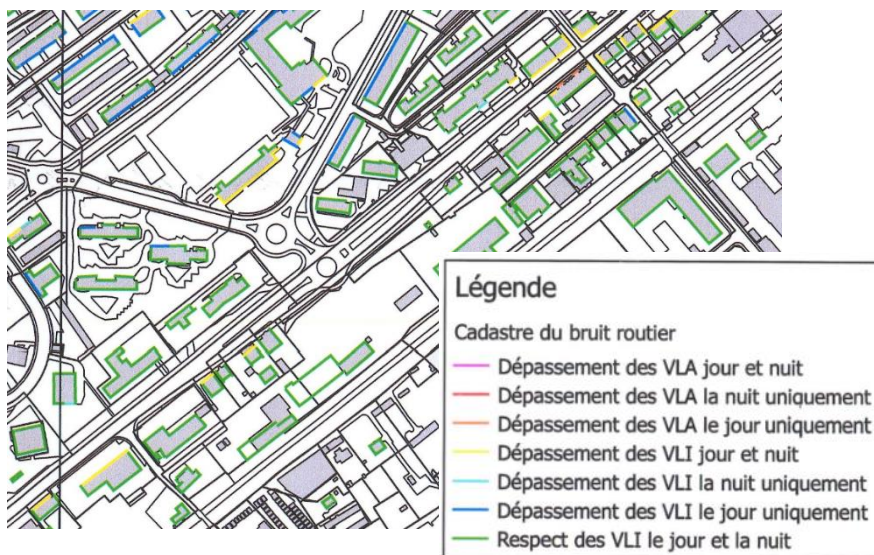 Légende
Cadastre du bruit routier
Dépassement des VLA jour et nuit
Dépassement des VLA la nuit uniquement
Dépassement des VLA le jour uniquement
Dépassement des VLI jour et nuit
Dépassement des VLI la nuit uniquement
Dépassement des VLI le jour uniquement
Respect des VLI le jour et la nuit